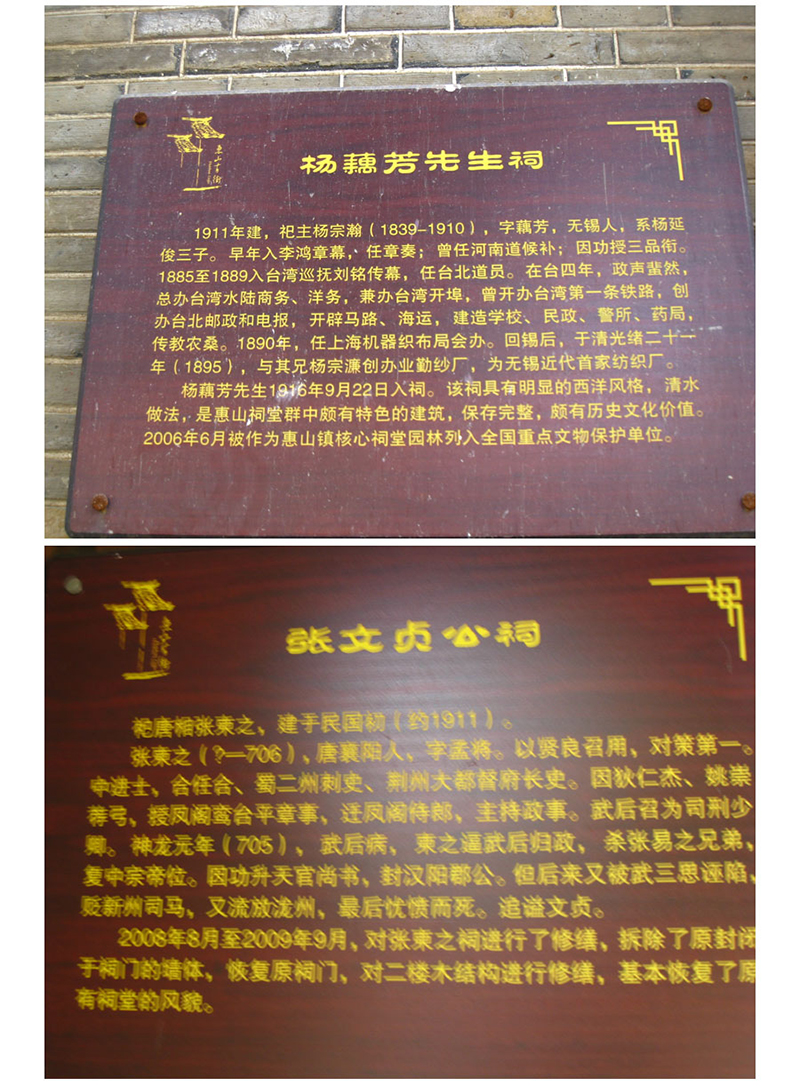 杨藕芳先生祠
1911年建，祀主杨宗瀚（1839-1910），字藕芳，无锡人，系杨延
俊三子。早年入李鸿章幕，任章奏；曾任河南道候补；因功授三品衔。
1885至1889入台湾巡抚刘铭传幕，任台北道员。在台四年，政声蜚然，
总办台湾水陆商务、洋务，兼办台湾开埠，曾开办台湾第一条铁路，创
办台北邮政和电报，开辟马路、海运，建造学校、民政、警所、药局，
传教农桑。1890年，任上海机器织布局会办。回锡后，于清光绪二十一
年（1895），与其兄杨宗濂创办业勤纱厂，为无锡近代首家纺织厂。
杨藕芳先生1916年9月22日入祠。该祠具有明显的西洋风格，清水
做法，是惠山祠堂群中颇有特色的建筑，保存完整，颇有历史文化价值。
2006年6月被作为惠山镇核心祠堂园林列入全国重点文物保护单位。
张文贞公祠
祀唐相张柬之，建于民国初（约1911）。
张柬之（?—706），唐襄阳人，字孟将。以贤良召用，对策第一。
中进士，合任合、蜀二州刺史、荆州大都督府长史。因狄仁杰、姚崇
荐弓，授凤阁鸾台平章事，迁凤阁侍郎，主持政事。武后召为司刑少
卿。神龙元年（705），武后病，柬之逼武后归政，杀张易之兄弟，
复中宗帝位。因功升天官尚书，封汉阳郡公。但后来又被武三思诬陷，
贬新州司马，又流放泷州，最后忧愤而死。追谥文贞。
2008年8月至2009年9月，对张柬之祠进行了修缮，拆除了原封闭
于祠门的墙体，恢复原祠门，对二楼木结构进行修缮，基本恢复了原
有祠堂的风貌。